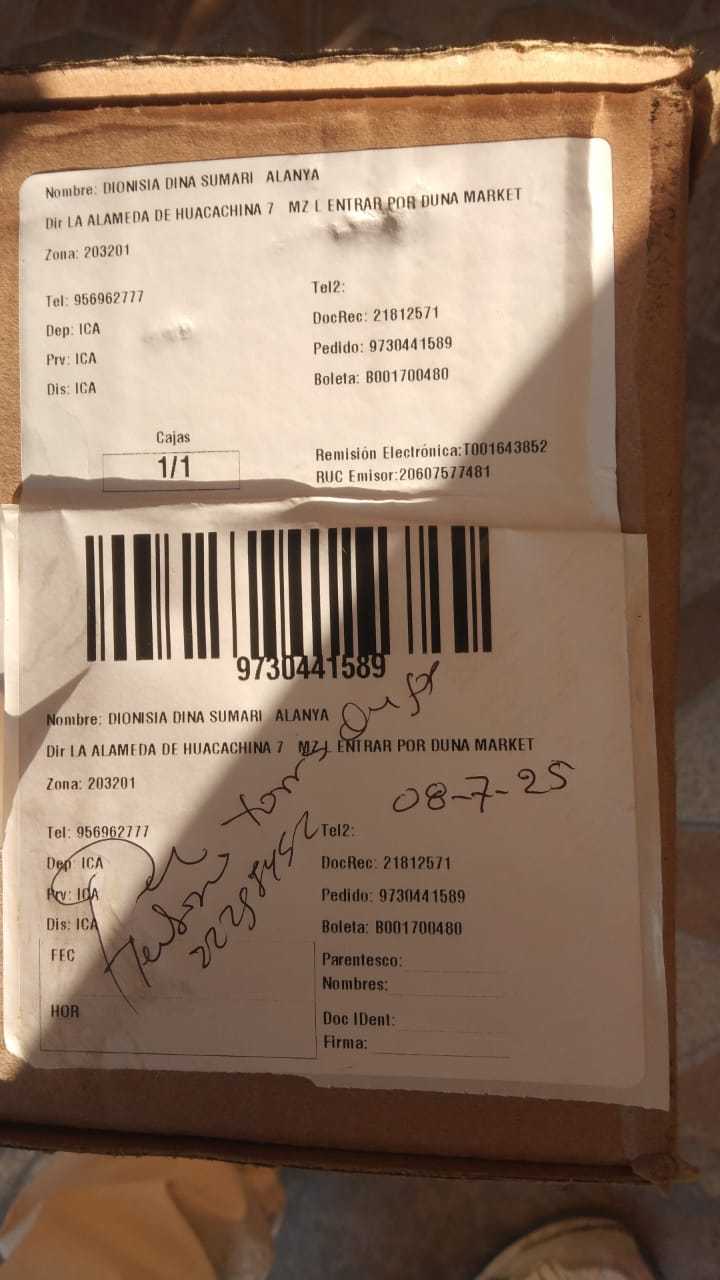 Nombre: DIONISIA DINA SUMARI ALANYA
Dir LA ALAMEDA DE HUACACHINA 7 MZ L ENTRAR POR DUNA MARKET
Zona: 203201
Tel: 956962777
Tel2:
Dep: ICA
DocRec: 21812571
Prv: ICA
Pedido: 9730441589
Dis: ICA
Boleta: B001700480
Cajas
1/1
Remisión Electrónica:T001643852
RUC Emisor:20607577481
9730441589
Nombre: DIONISIA DINA SUMARI ALANYA
Dir LA ALAMEDA DE HUACACHINA 7 MZ L ENTRAR POR DUNA MARKET
Zona: 203201
08-7-25
Tel: 956962777
Tel2:
Dep: ICA
DocRec: 21812571
Prv: ICA
Pedido: 9730441589
Dis: ICA
Boleta: B001700480
22298452
FEC
Parentesco:
Nombres:
HOR
Doc IDent:
Firma: